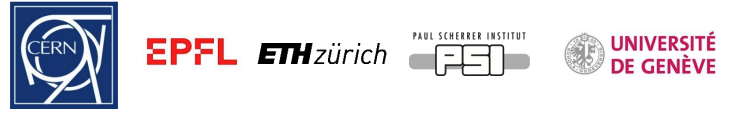 CERN
EPFL
ETH zürich
PAUL SCHERRER INSTITUT
PSI
UNIVERSITÉ
DE GENÈVE